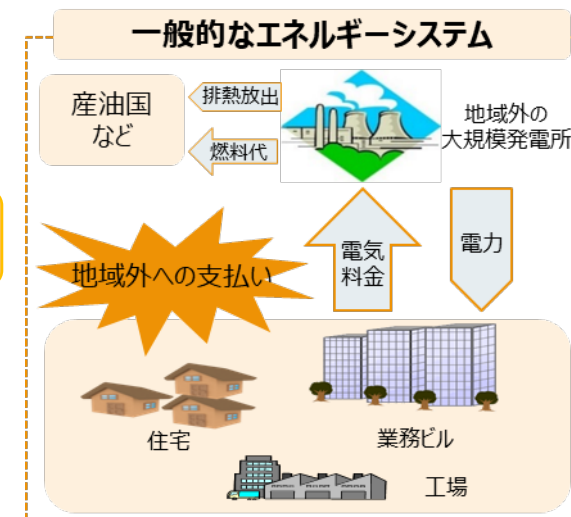 一般的なエネルギーシステム
産油国
など
排熱放出
燃料代
地域外の
大規模発電所
地域外への支払い
電気
料金
電力
住宅
業務ビル
工場